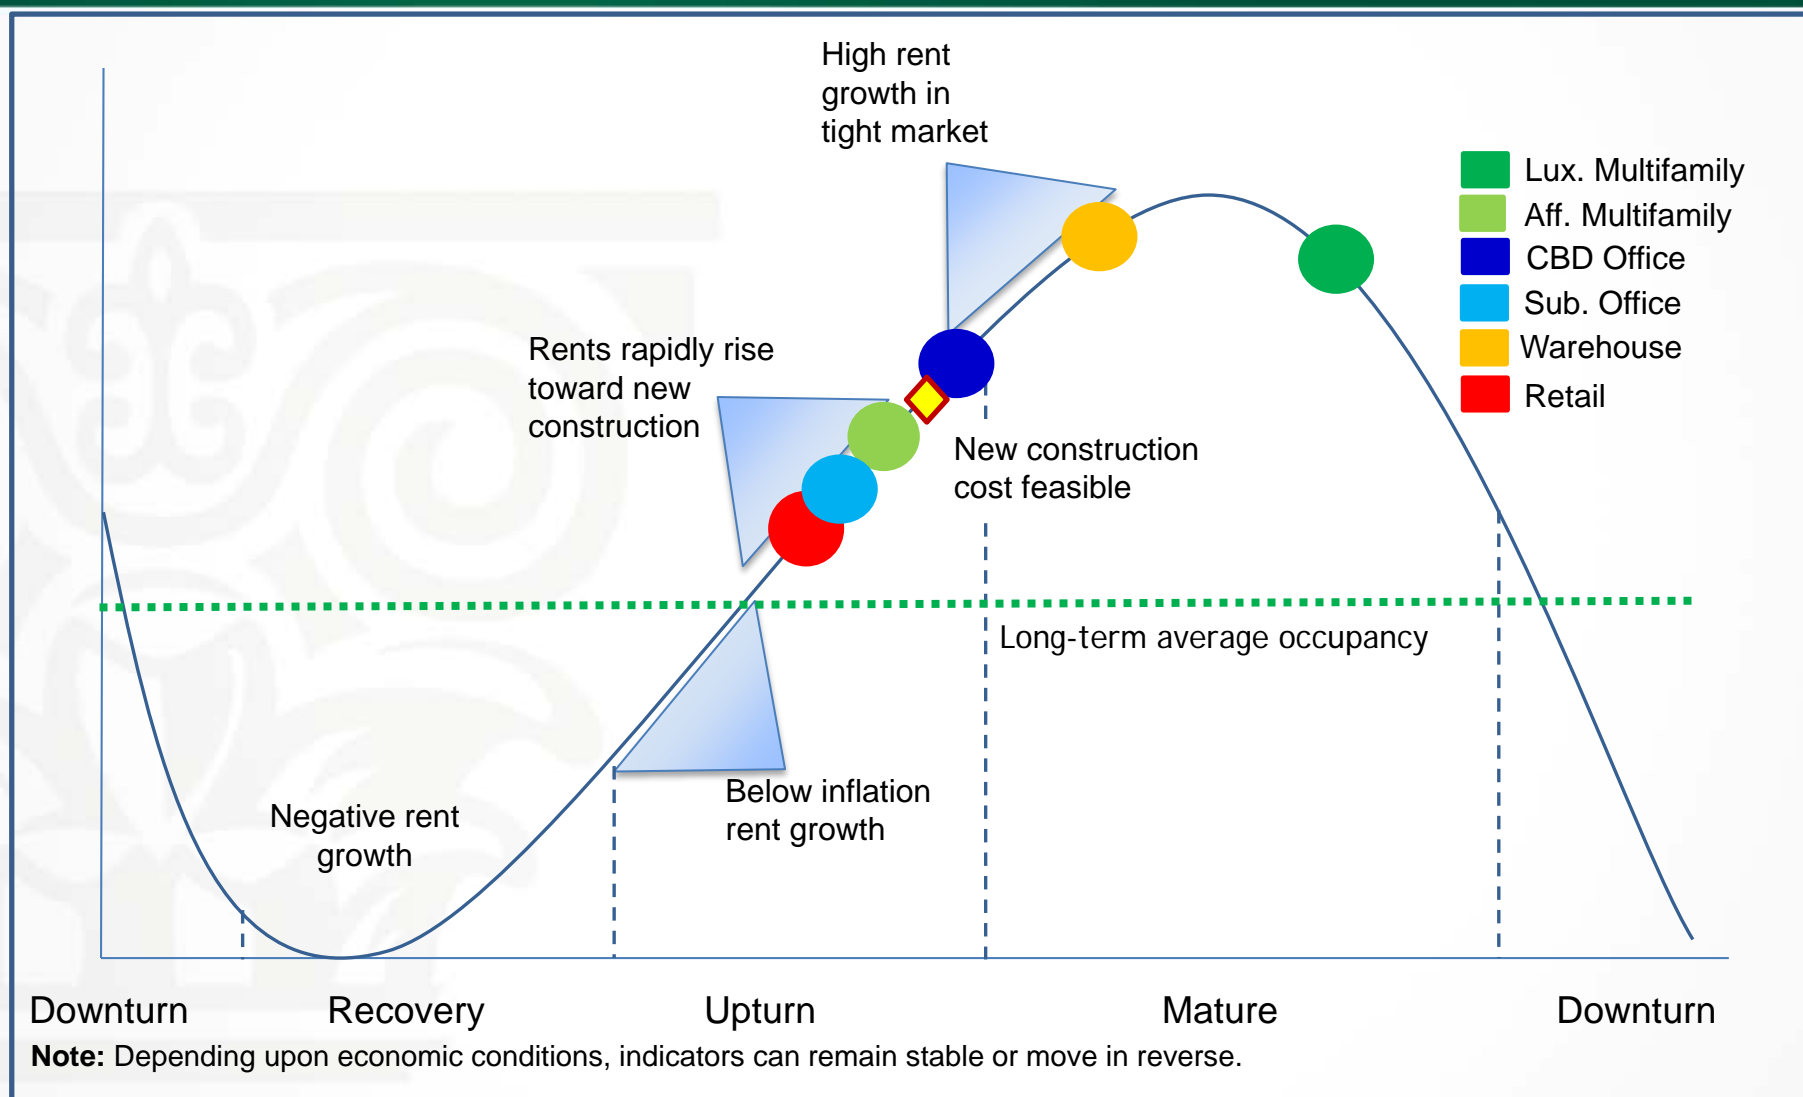 High rent
growth in
tight market
Lux. Multifamily
Aff. Multifamily
CBD Office
Sub. Office
Warehouse
Retail
Rents rapidly rise
toward new
construction
New construction
cost feasible
Long-term average occupancy
Below inflation
rent growth
Negative rent
growth
Downturn Recovery Upturn Mature Downturn
Note: Depending upon economic conditions, indicators can remain stable or move in reverse.